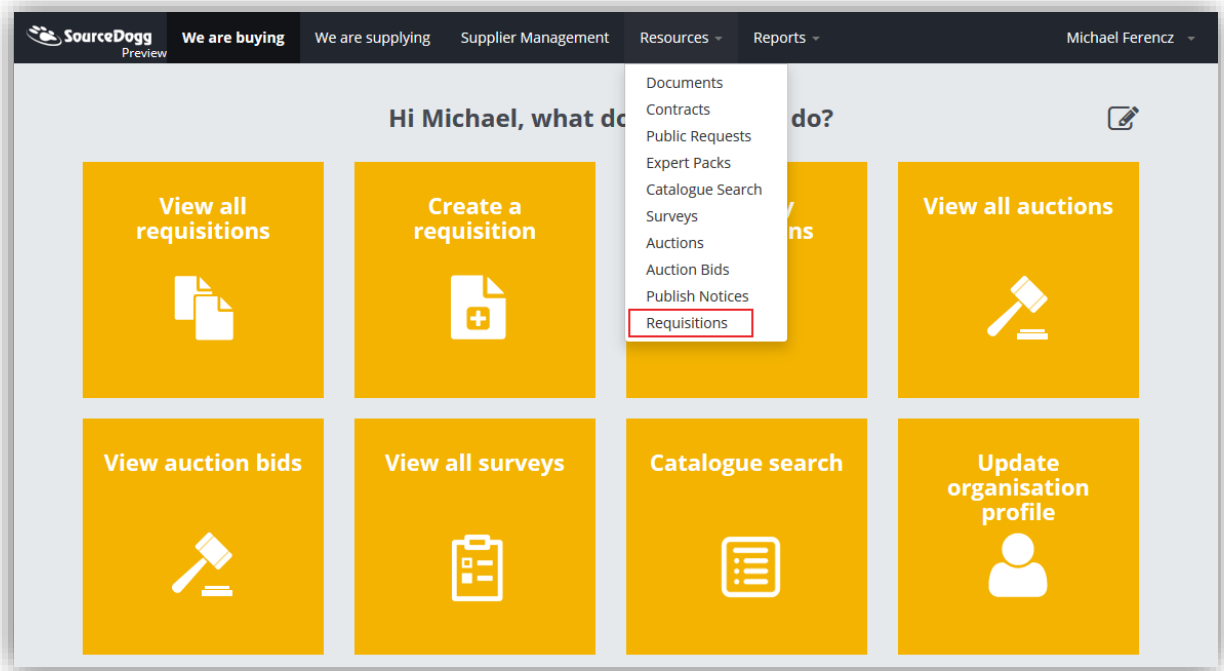 SourceDogg
Preview
We are buying
We are supplying
Supplier Management
Resources
Reports
Michael Ferencz
Documents
Contracts
Public Requests
Expert Packs
Catalogue Search
Surveys
Auctions
Auction Bids
Publish Notices
Requisitions
Hi Michael, what do
do?
View all
requisitions
Create a
requisition
View all auctions
View auction bids
View all surveys
Catalogue search
Update
organisation
profile